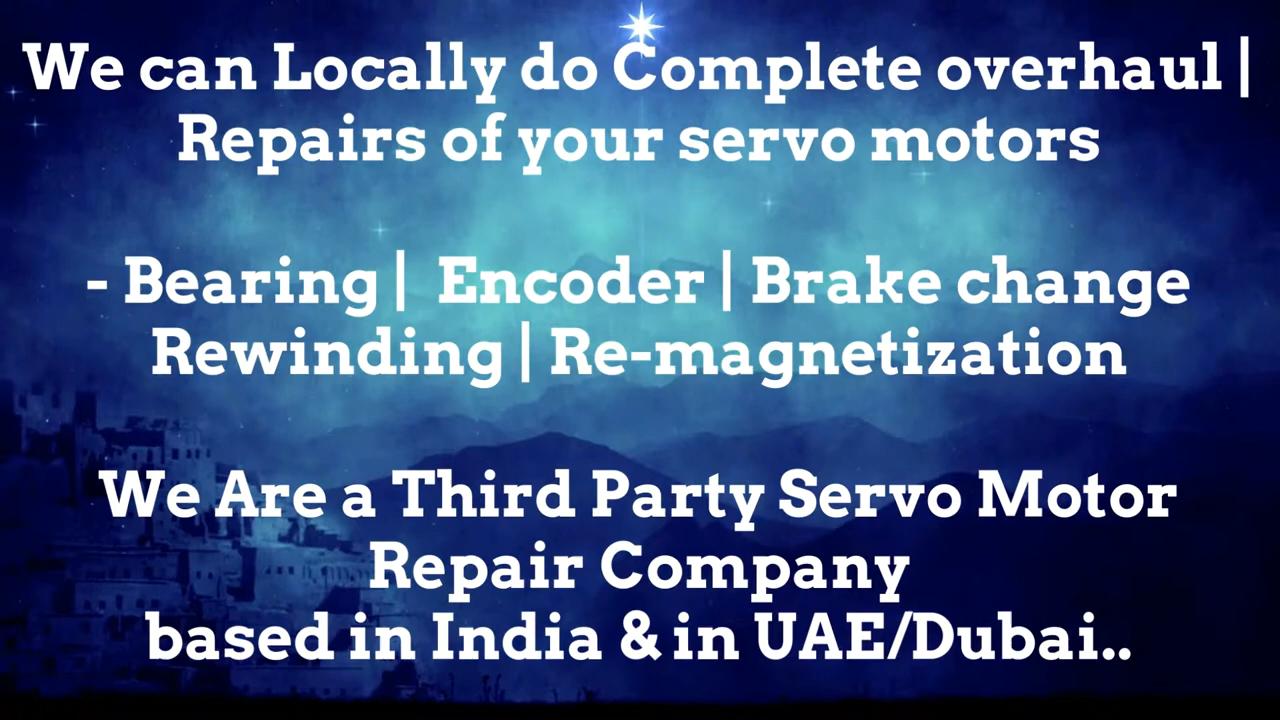 We can Locally do Complete overhaul |
Repairs of your servo motors
- Bearing | Encoder | Brake change
Rewinding | Re-magnetization
We Are a Third Party Servo Motor
Repair Company
based in India & in UAE/Dubai..